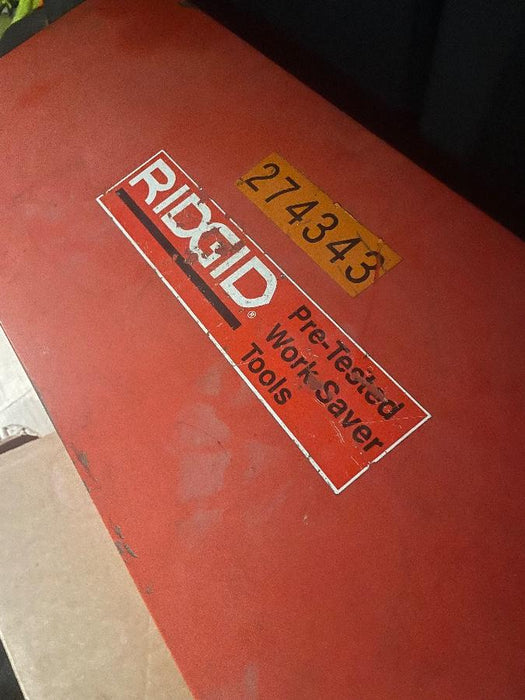 274343
RIDGID®
Pre-Tested
Work-Saver
Tools